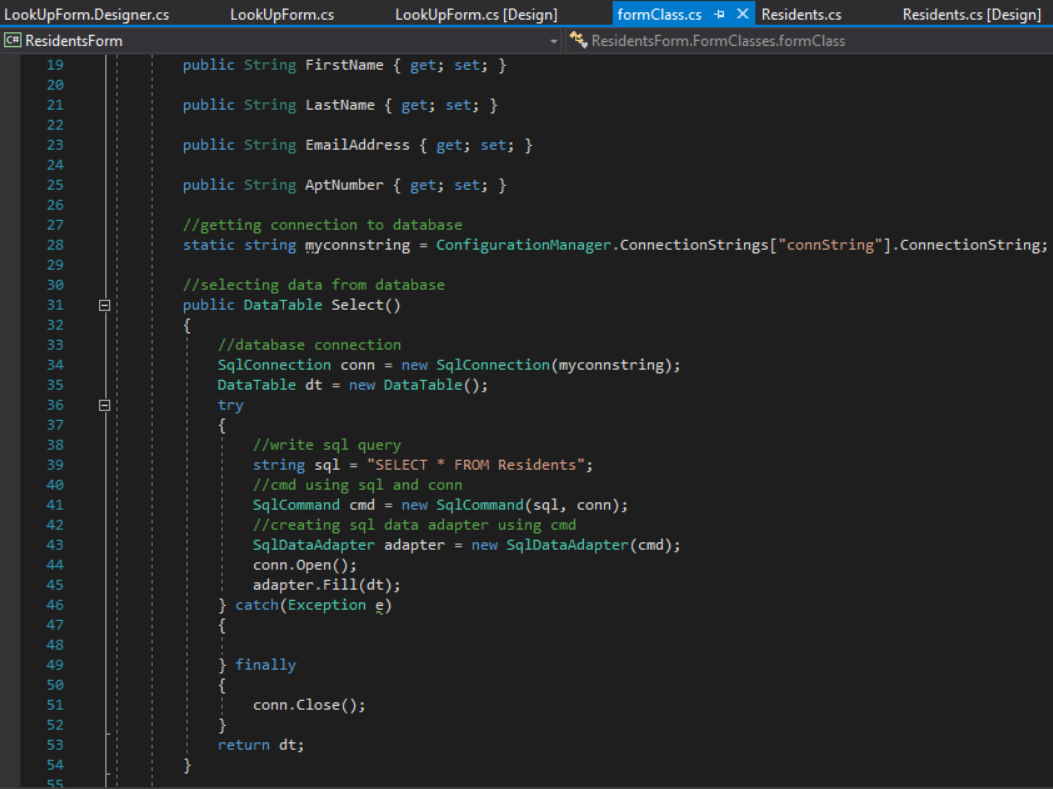 LookUpForm.Designer.cs LookUpForm.cs LookUpForm.cs [Design] formClass.cs Residents.cs Residents.cs [Design]
C# ResidentsForm ResidentsForm.FormClasses.formClass
19 public String FirstName { get; set; }
20
21 public String LastName { get; set; }
22
23 public String EmailAddress { get; set; }
24
25 public String AptNumber { get; set; }
26
27 //getting connection to database
28 static string myconnstring = ConfigurationManager.ConnectionStrings["connString"].ConnectionString;
29
30 //selecting data from database
31 public DataTable Select()
32 {
33 //database connection
34 SqlConnection conn = new SqlConnection(myconnstring);
35 DataTable dt = new DataTable();
36 try
37 {
38 //write sql query
39 string sql = "SELECT * FROM Residents";
40 //cmd using sql and conn
41 SqlCommand cmd = new SqlCommand(sql, conn);
42 //creating sql data adapter using cmd
43 SqlDataAdapter adapter = new SqlDataAdapter(cmd);
44 conn.Open();
45 adapter.Fill(dt);
46 } catch(Exception e)
47 {
48
49 } finally
50 {
51 conn.Close();
52 }
53 return dt;
54 }
55